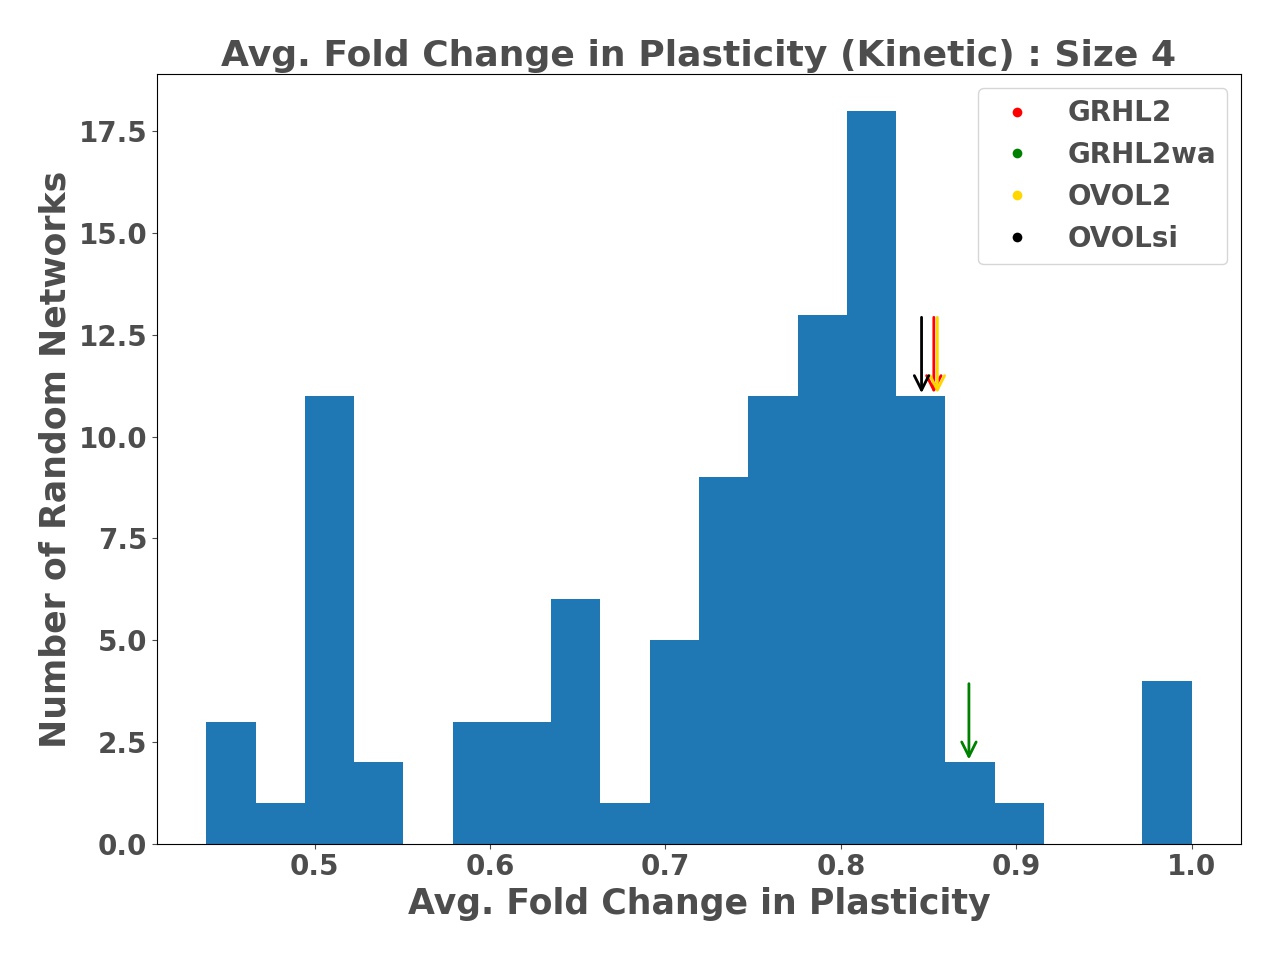 Avg. Fold Change in Plasticity (Kinetic) : Size 4
GRHL2
GRHL2wa
OVOL2
OVOLsi
Number of Random Networks
17.5
15.0
12.5
10.0
7.5
5.0
2.5
0.0
0.5 0.6 0.7 0.8 0.9 1.0
Avg. Fold Change in Plasticity